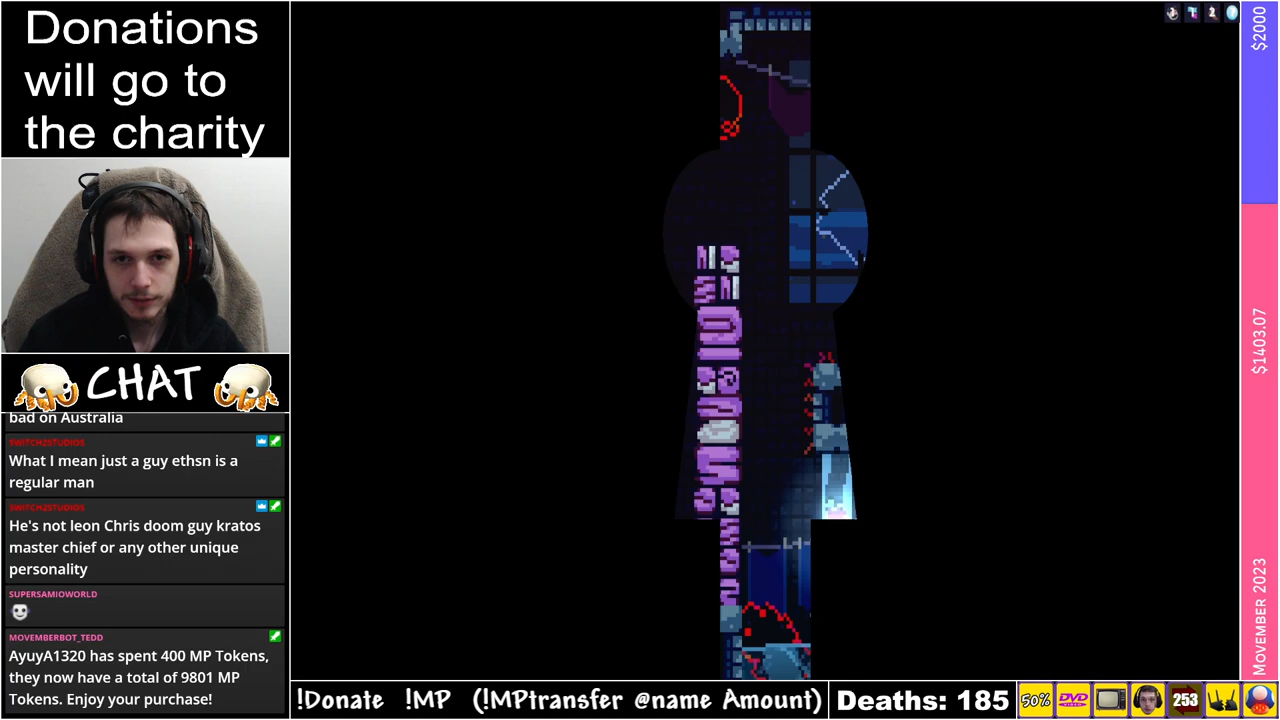 Donations
will go to
the charity
CHAT
bad on Australia
SWITCH2STUDIOS
What I mean just a guy ethsn is a
regular man
SWITCH2STUDIOS
He's not leon Chris doom guy kratos
master chief or any other unique
personality
SUPERSAMIOWORLD
MOVEMBERBOT_TEDD
AyuyA1320 has spent 400 MP Tokens,
they now have a total of 9801 MP
Tokens. Enjoy your purchase!
!Donate !MP (!MPtransfer @name Amount)
Deaths: 185
50%
DVD
VIDEO
253
$2000
$1403.07
MOVEMBER 2023